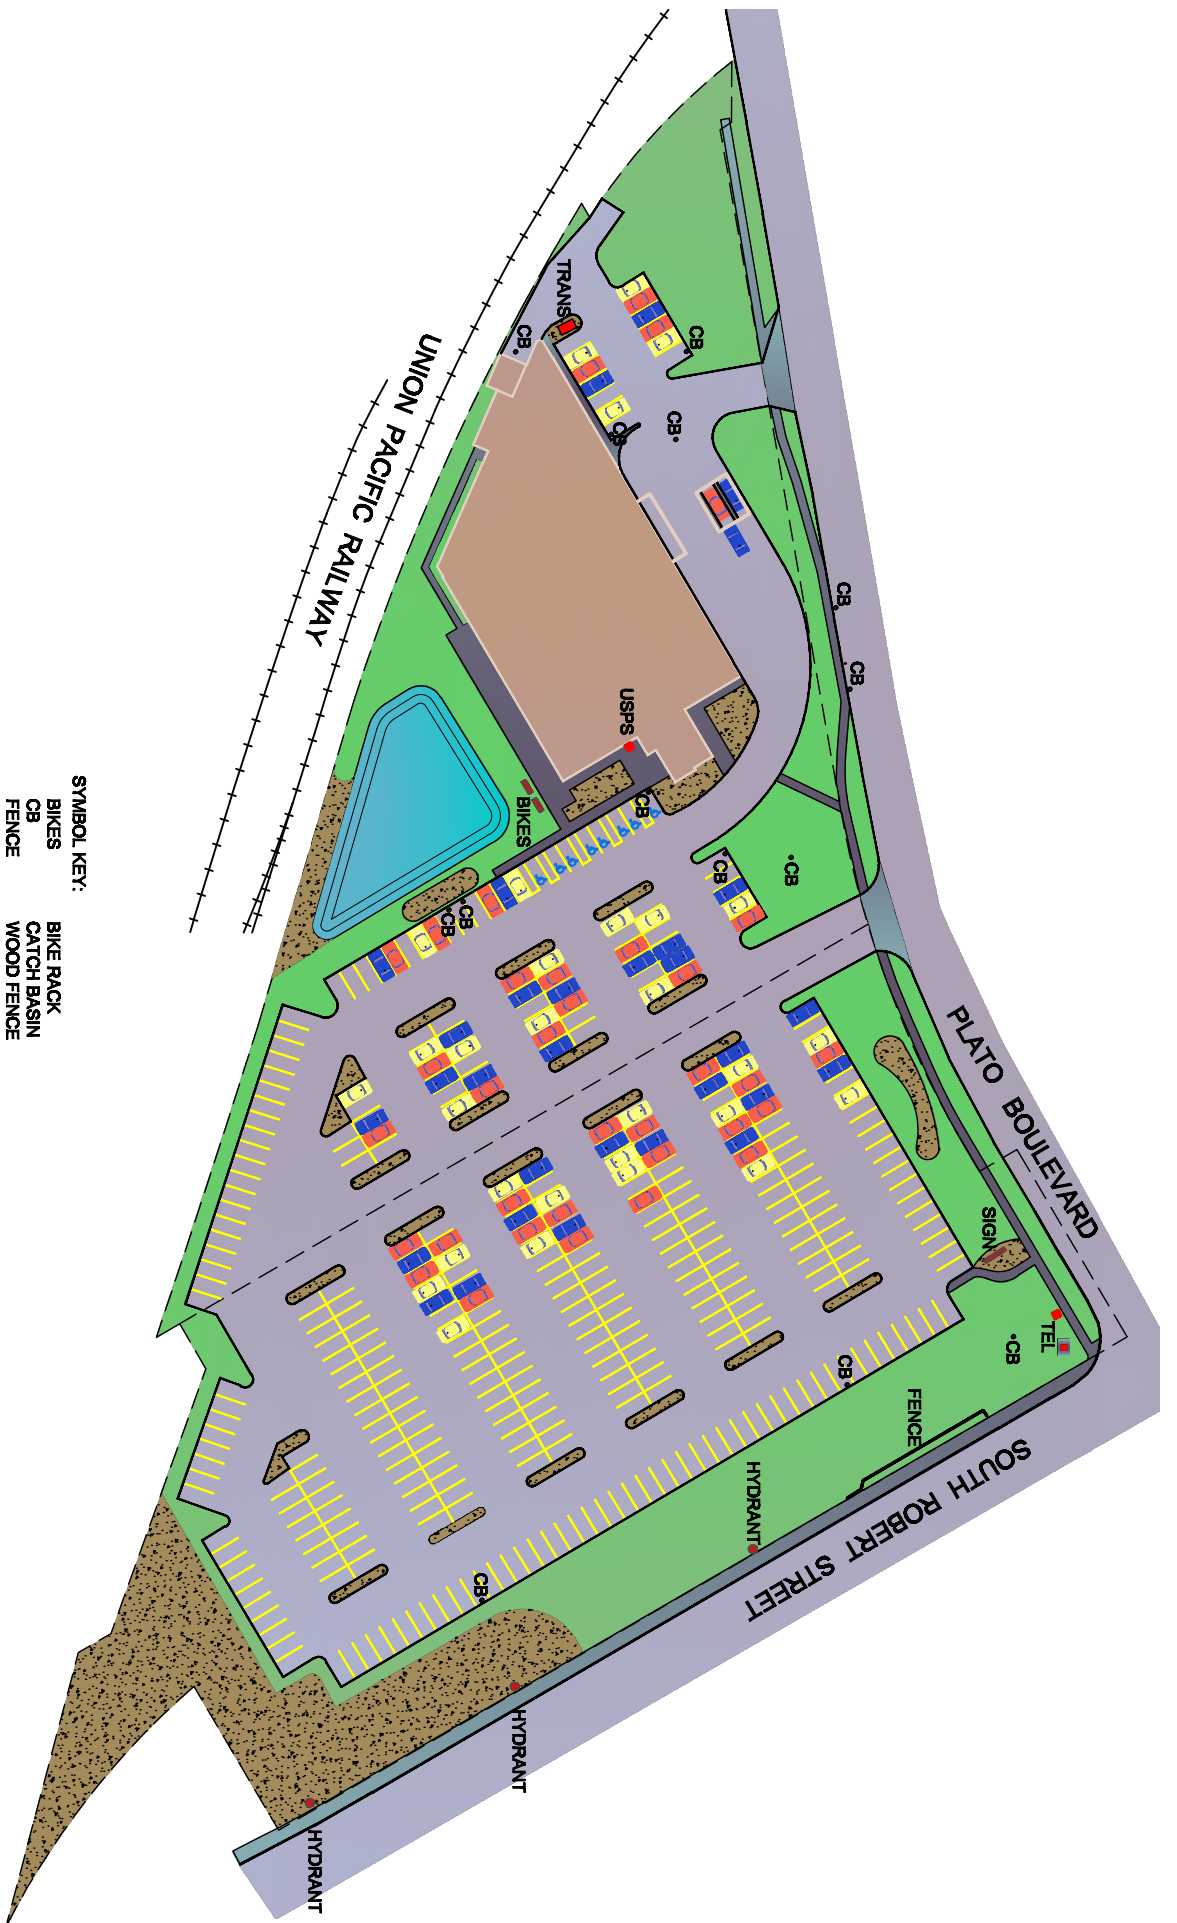 TRANS
CB
CB
CB
CB
UNION PACIFIC RAILWAY
CB
CB
USPS
CB
BIKES
CB
CB
CB
CB
PLATO BOULEVARD
SIGN
TEL
CB
CB
FENCE
HYDRANT
SOUTH ROBERT STREET
CB
HYDRANT
HYDRANT
SYMBOL KEY:
BIKES BIKE RACK
CB CATCH BASIN
FENCE WOOD FENCE